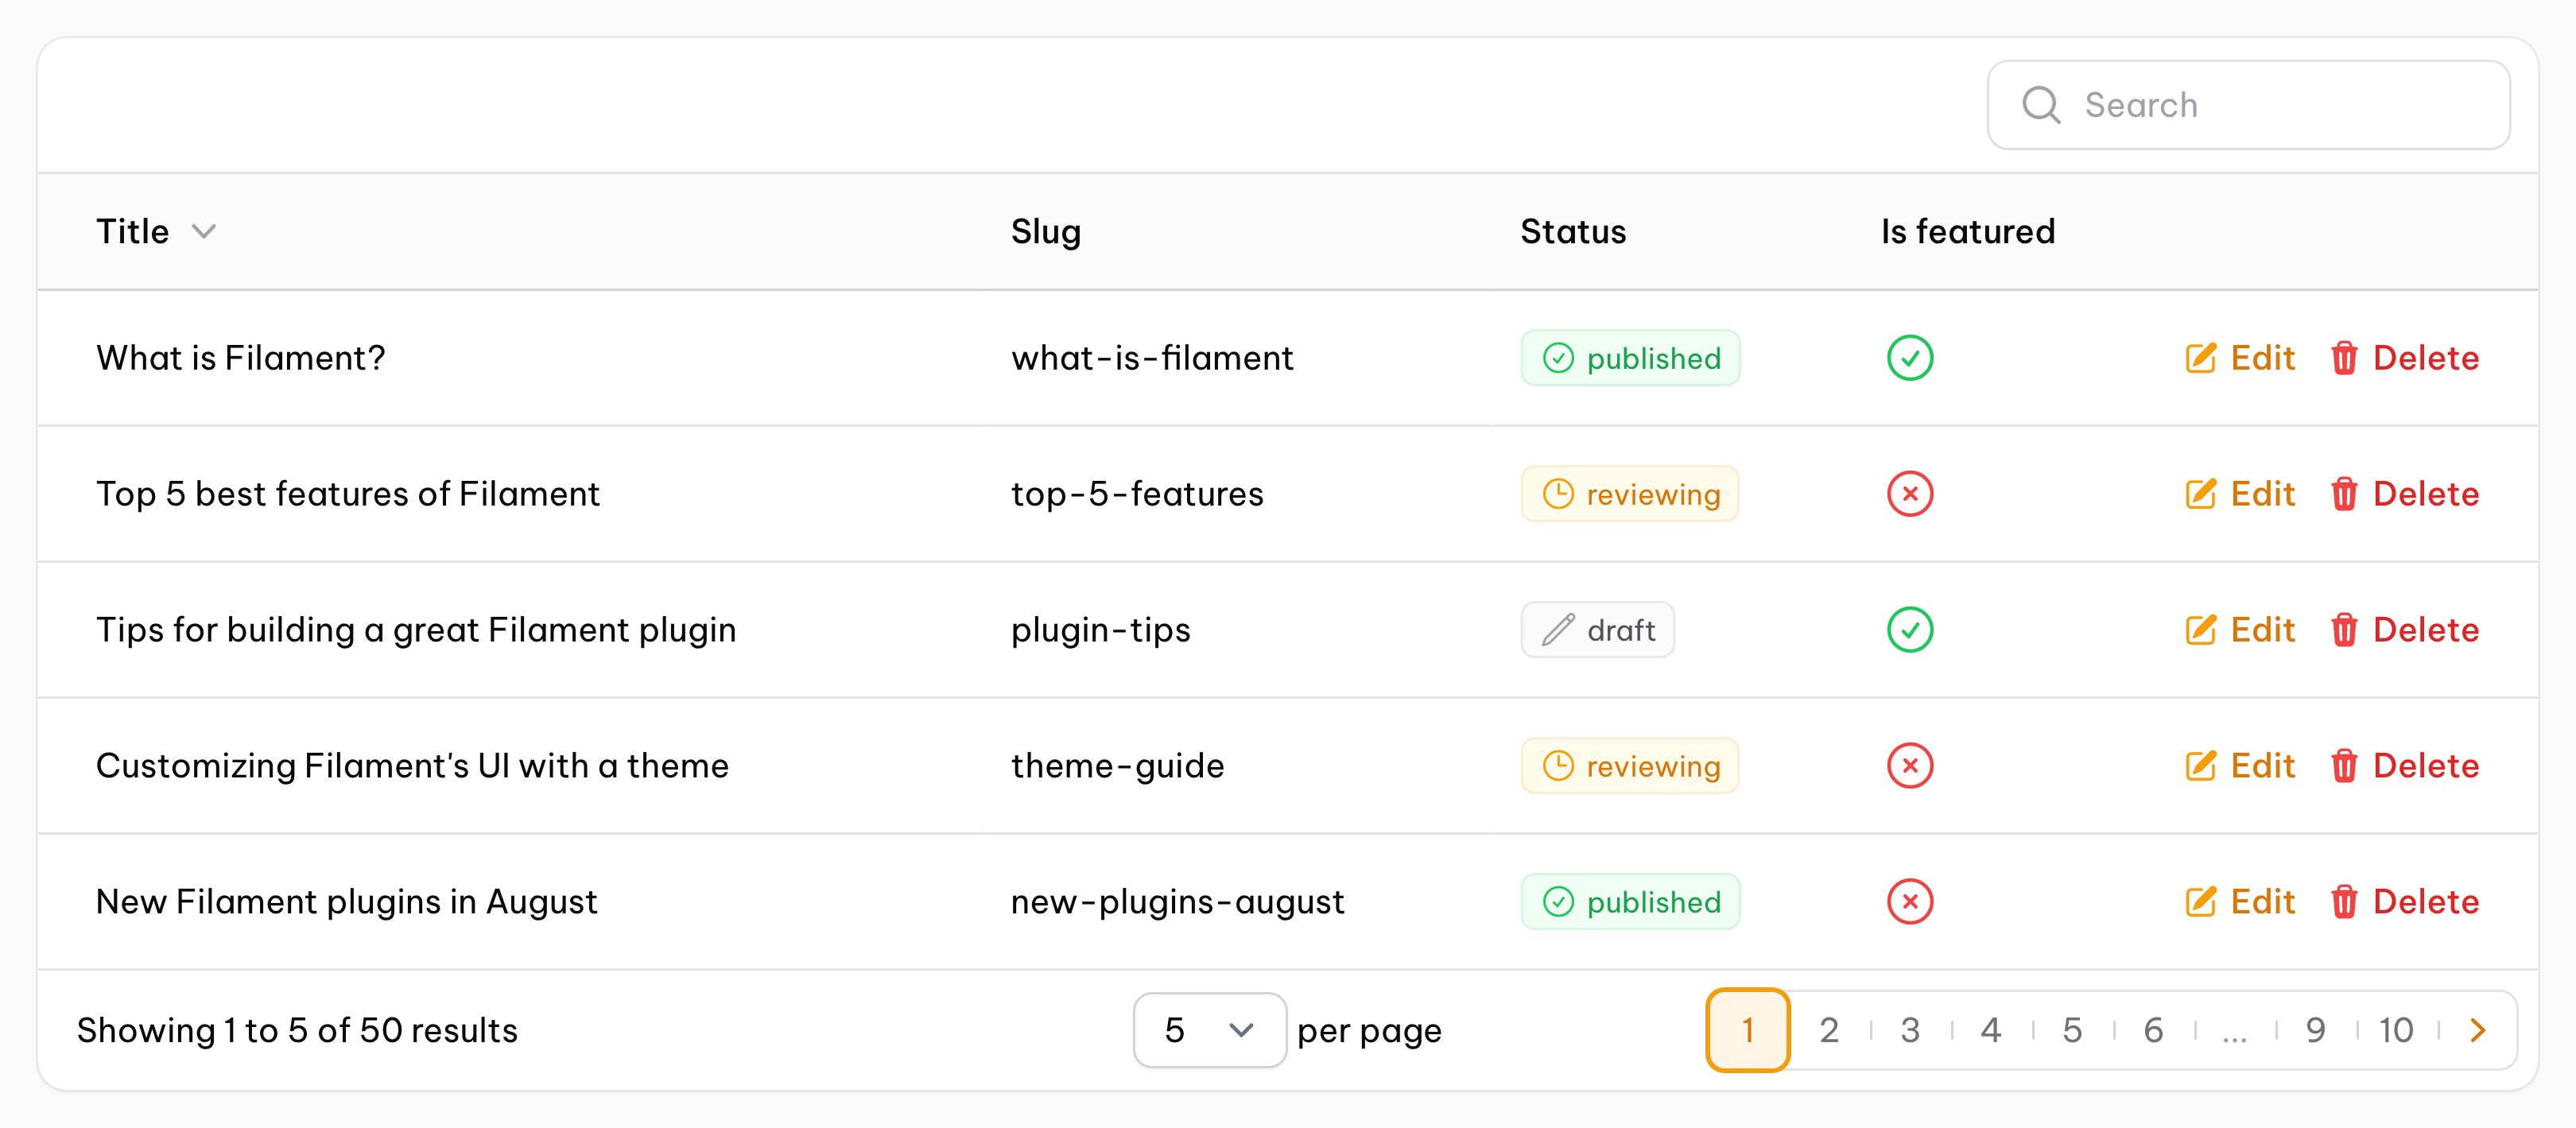 Search
Title Slug Status Is featured
What is Filament? what-is-filament published Edit Delete
Top 5 best features of Filament top-5-features reviewing Edit Delete
Tips for building a great Filament plugin plugin-tips draft Edit Delete
Customizing Filament's UI with a theme theme-guide reviewing Edit Delete
New Filament plugins in August new-plugins-august published Edit Delete
Showing 1 to 5 of 50 results 5 per page 1 2 3 4 5 6 ... 9 10